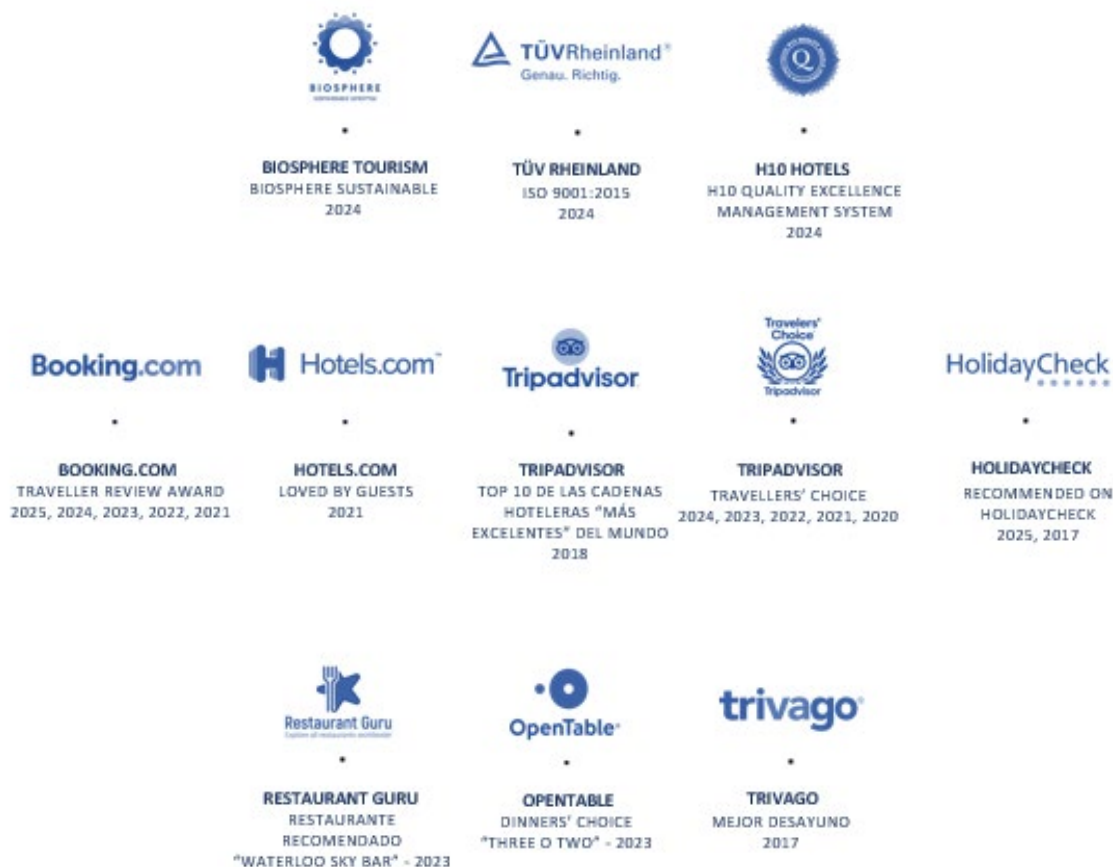 BIOSPHERE
TÜVRheinland®
Genau. Richtig.
Q
BIOSPHERE TOURISM
BIOSPHERE SUSTAINABLE
2024
TÜV RHEINLAND
ISO 9001:2015
2024
H10 HOTELS
H10 QUALITY EXCELLENCE
MANAGEMENT SYSTEM
2024
Booking.com
Hotels.com
Tripadvisor
Travelers'
Choice
Tripadvisor
HolidayCheck
BOOKING.COM
TRAVELLER REVIEW AWARD
2025, 2024, 2023, 2022, 2021
HOTELS.COM
LOVED BY GUESTS
2021
TRIPADVISOR
TOP 10 DE LAS CADENAS
HOTELERAS "MÁS
EXCELENTES" DEL MUNDO
2018
TRIPADVISOR
TRAVELLERS' CHOICE
2024, 2023, 2022, 2021, 2020
HOLIDAYCHECK
RECOMMENDED ON
HOLIDAYCHECK
2025, 2017
Restaurant Guru
OpenTable®
trivago®
RESTAURANT GURU
RESTAURANTE
RECOMENDADO
"WATERLOO SKY BAR" - 2023
OPENTABLE
DINNERS' CHOICE
"THREE O TWO" - 2023
TRIVAGO
MEJOR DESAYUNO
2017